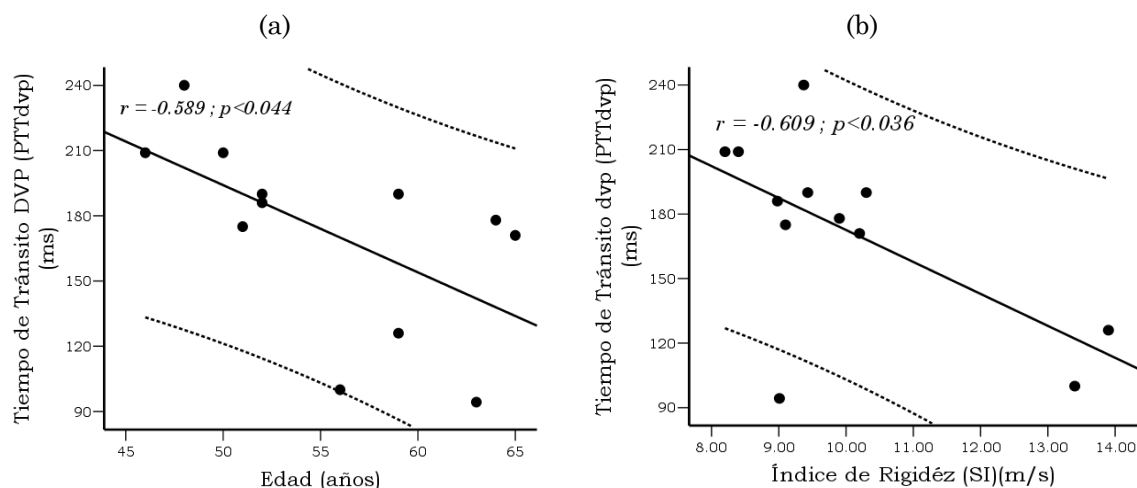 (a)
Tiempo de Tránsito DVP (PTTdvp)
(ms)
240
210
180
150
120
90
r = -0.589 ; p<0.044
45
50
55
60
65
Edad (años)
(b)
Tiempo de Tránsito dvp (PTTdvp)
(ms)
240
210
180
150
120
90
r = -0.609 ; p<0.036
8.00
9.00
10.00
11.00
12.00
13.00
14.00
Índice de Rigidéz (SI)(m/s)